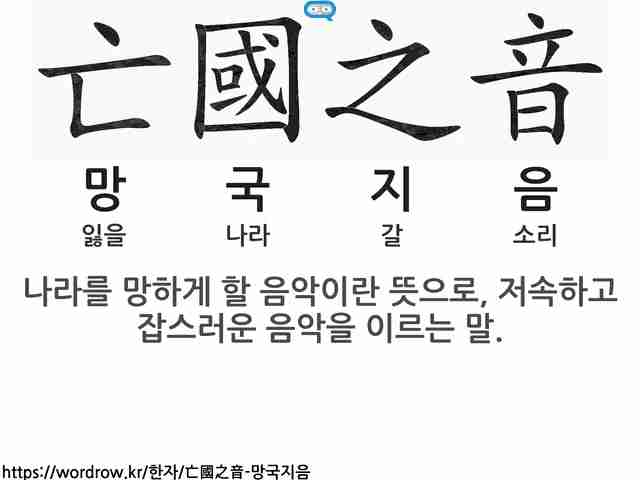 亡國之音
망 국 지 음
잃을 나라 갈 소리
나라를 망하게 할 음악이란 뜻으로, 저속하고
잡스러운 음악을 이르는 말.
https://wordrow.kr/한자/亡國之音-망국지음